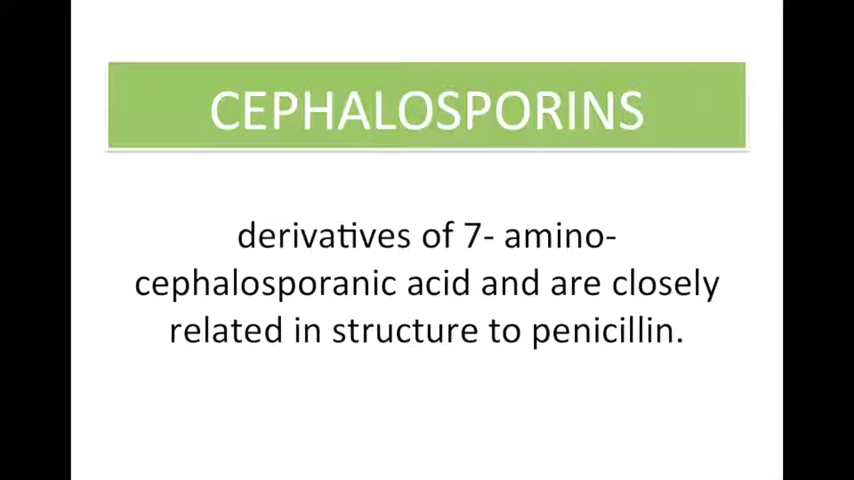 CEPHALOSPORINS
derivatives of 7- amino-
cephalosporanic acid and are closely
related in structure to penicillin.